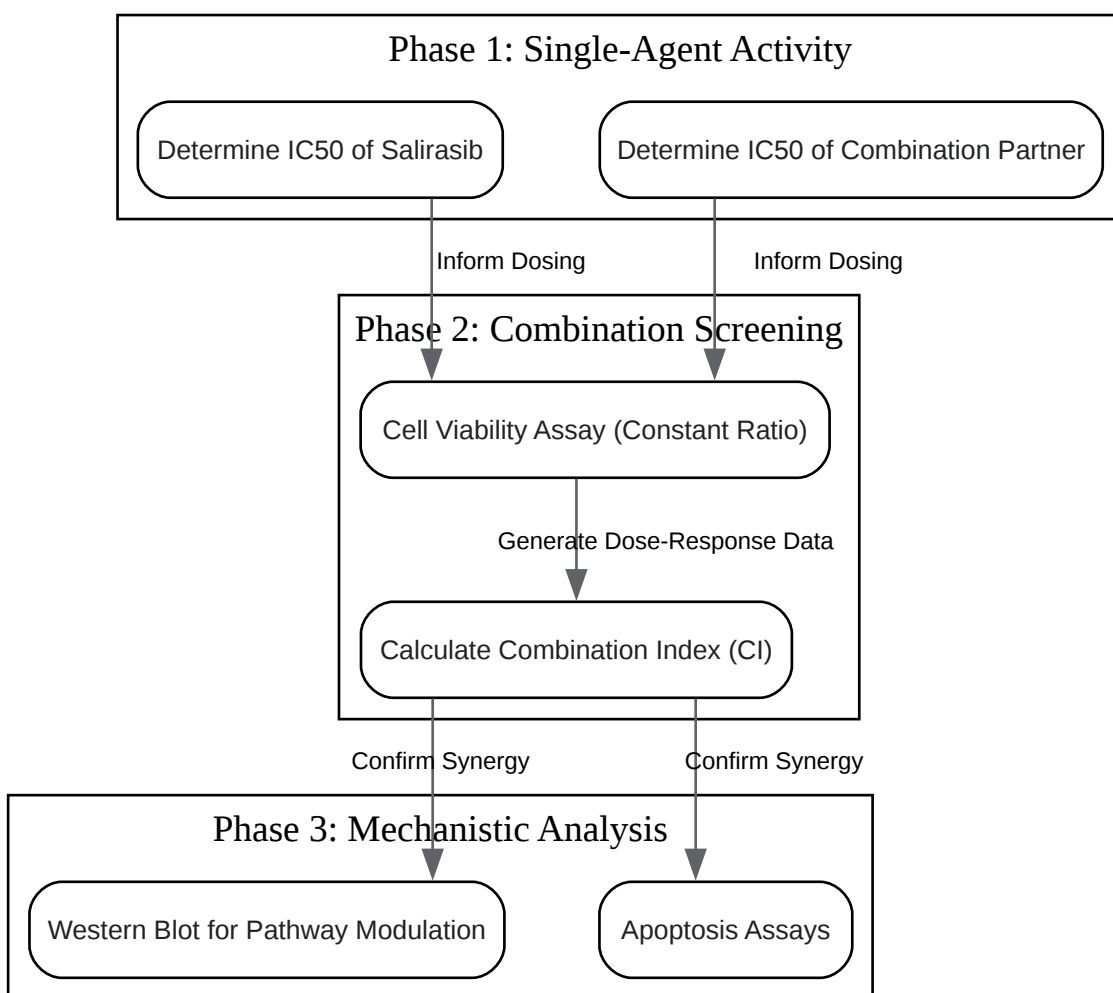 Phase 1: Single-Agent Activity
Determine IC50 of Salirasib
Determine IC50 of Combination Partner
Inform Dosing
Inform Dosing
Phase 2: Combination Screening
Cell Viability Assay (Constant Ratio)
Generate Dose-Response Data
Calculate Combination Index (CI)
Confirm Synergy
Confirm Synergy
Phase 3: Mechanistic Analysis
Western Blot for Pathway Modulation
Apoptosis Assays